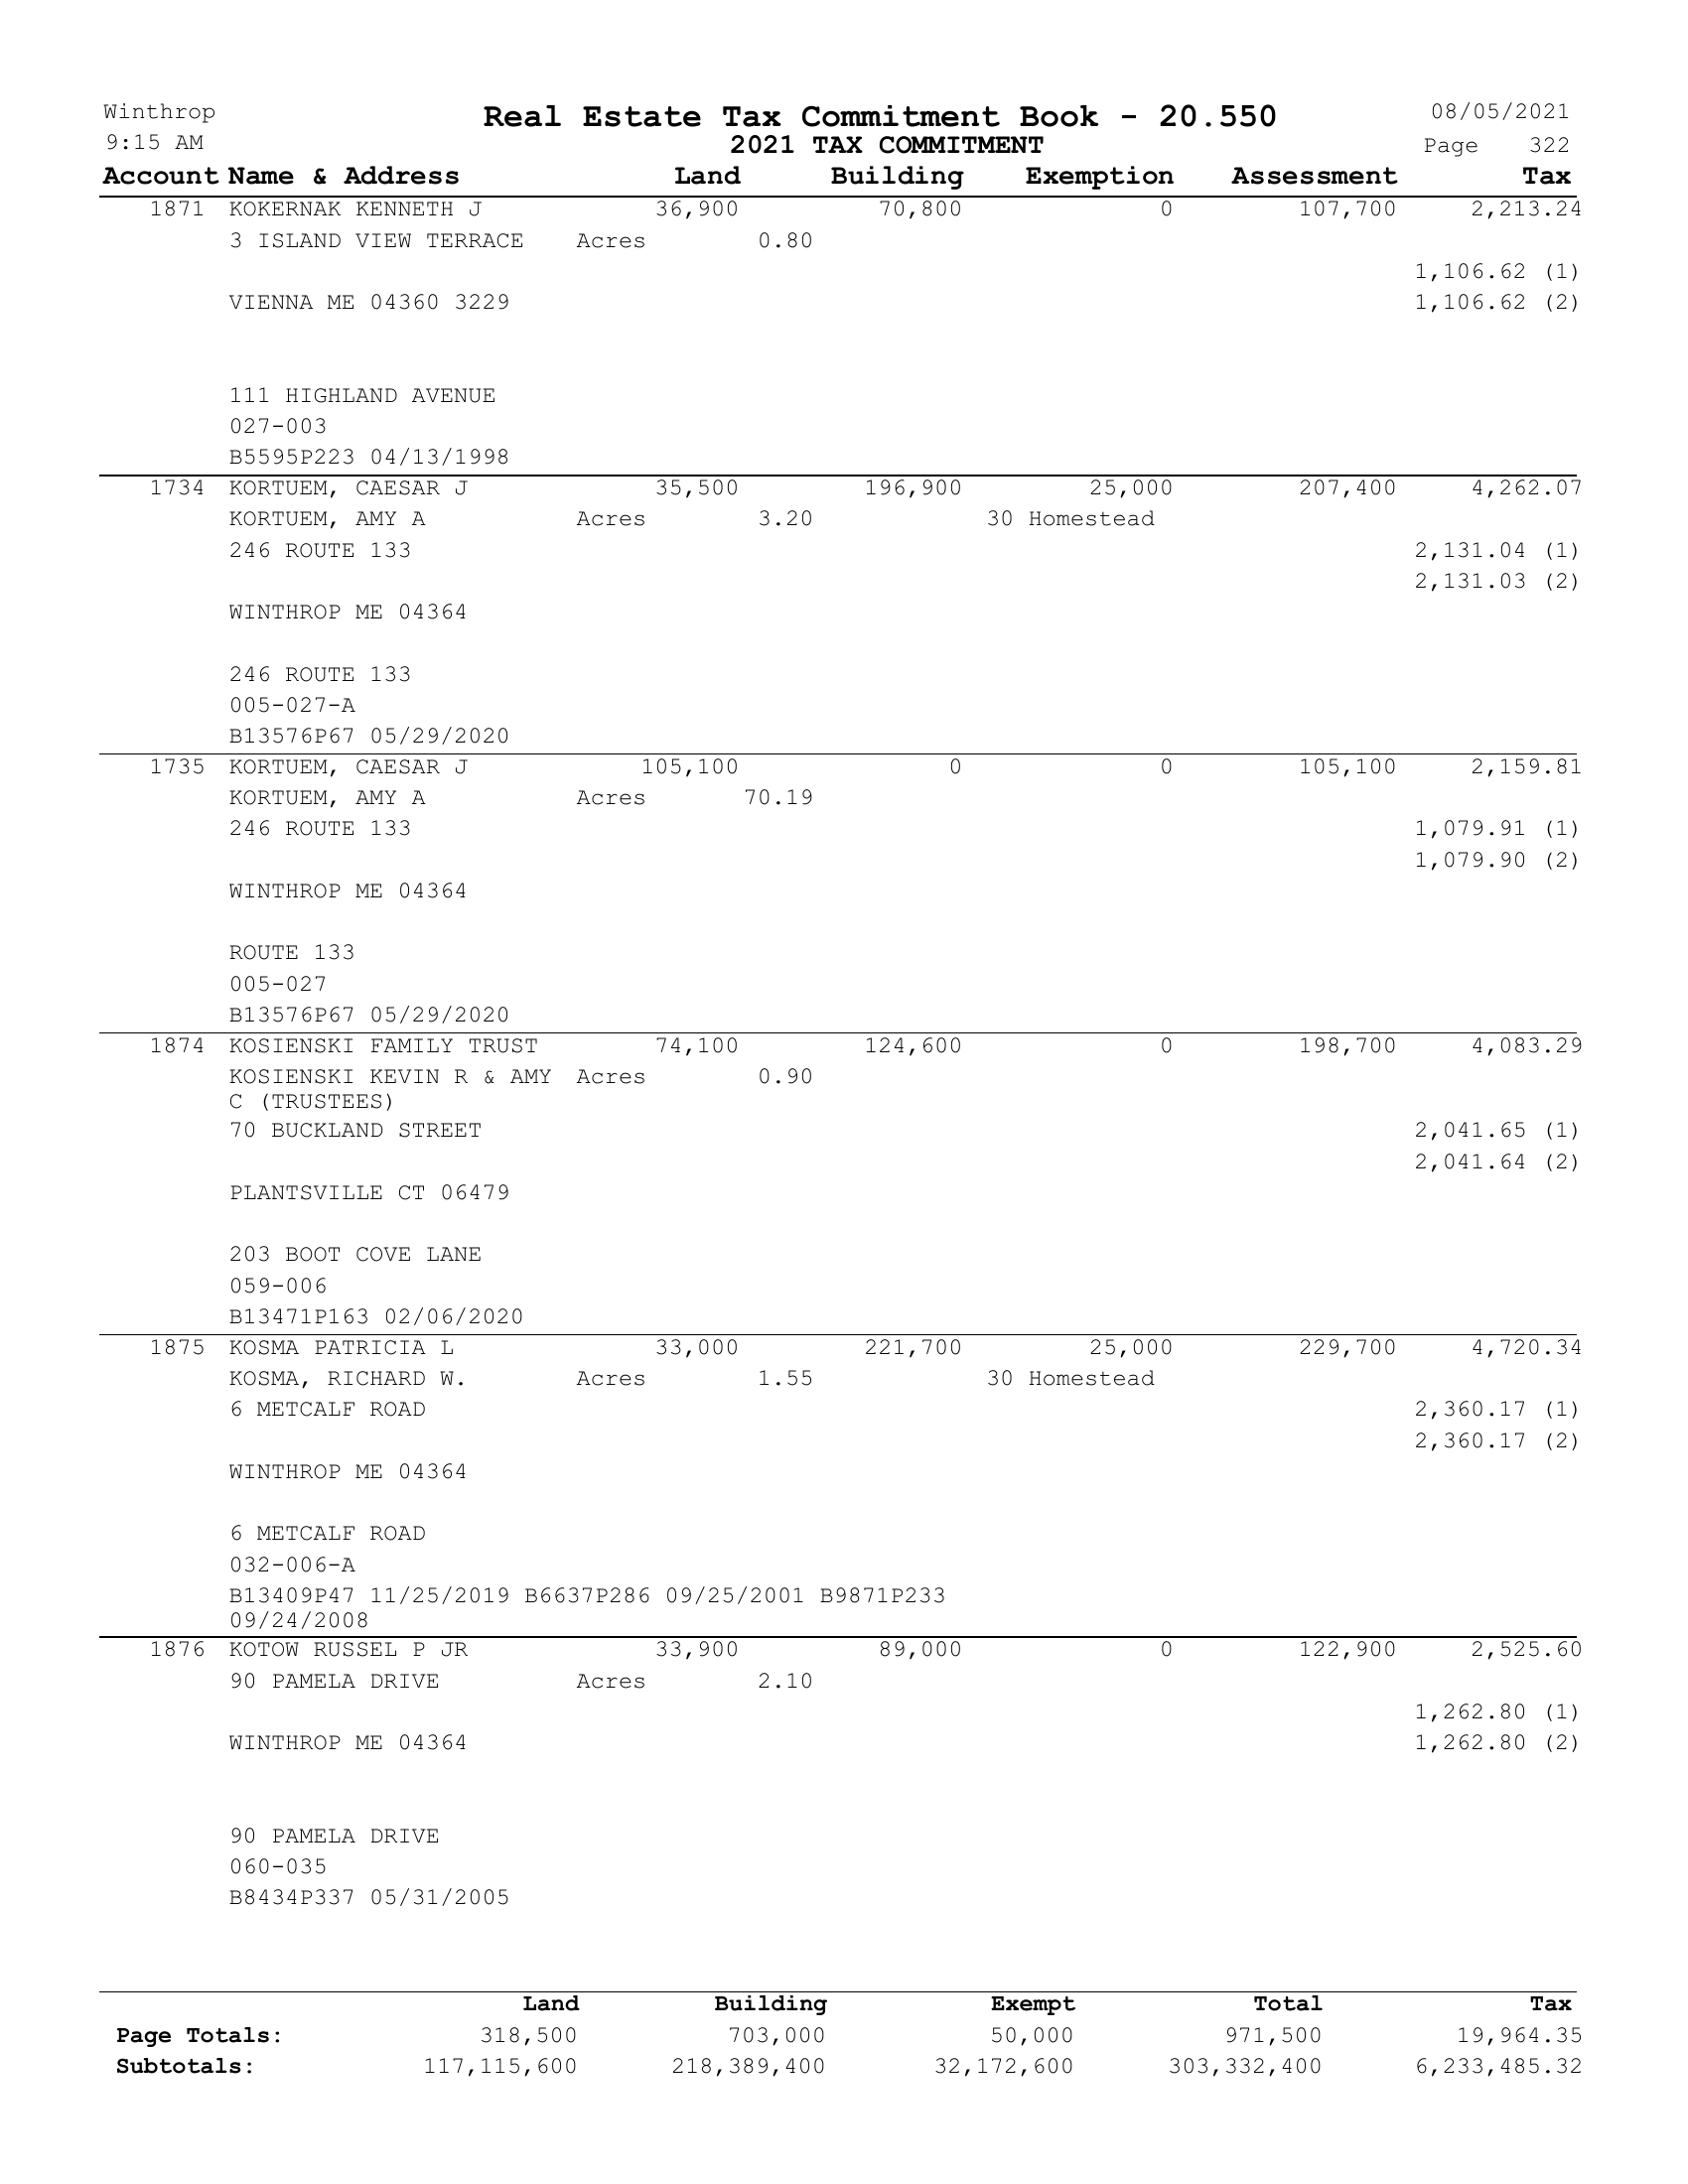 Winthrop Real Estate Tax Commitment Book - 20.550 08/05/2021
9:15 AM 2021 TAX COMMITMENT Page 322
Account Name & Address Land Building Exemption Assessment Tax
1871 KOKERNAK KENNETH J 36,900 70,800 0 107,700 2,213.24
3 ISLAND VIEW TERRACE Acres 0.80
1,106.62 (1)
VIENNA ME 04360 3229 1,106.62 (2)
111 HIGHLAND AVENUE
027-003
B5595P223 04/13/1998
1734 KORTUEM, CAESAR J 35,500 196,900 25,000 207,400 4,262.07
KORTUEM, AMY A Acres 3.20 30 Homestead
246 ROUTE 133 2,131.04 (1)
2,131.03 (2)
WINTHROP ME 04364
246 ROUTE 133
005-027-A
B13576P67 05/29/2020
1735 KORTUEM, CAESAR J 105,100 0 0 105,100 2,159.81
KORTUEM, AMY A Acres 70.19
246 ROUTE 133 1,079.91 (1)
1,079.90 (2)
WINTHROP ME 04364
ROUTE 133
005-027
B13576P67 05/29/2020
1874 KOSIENSKI FAMILY TRUST 74,100 124,600 0 198,700 4,083.29
KOSIENSKI KEVIN R & AMY Acres 0.90
C (TRUSTEES)
70 BUCKLAND STREET 2,041.65 (1)
2,041.64 (2)
PLANTSVILLE CT 06479
203 BOOT COVE LANE
059-006
B13471P163 02/06/2020
1875 KOSMA PATRICIA L 33,000 221,700 25,000 229,700 4,720.34
KOSMA, RICHARD W. Acres 1.55 30 Homestead
6 METCALF ROAD 2,360.17 (1)
2,360.17 (2)
WINTHROP ME 04364
6 METCALF ROAD
032-006-A
B13409P47 11/25/2019 B6637P286 09/25/2001 B9871P233
09/24/2008
1876 KOTOW RUSSEL P JR 33,900 89,000 0 122,900 2,525.60
90 PAMELA DRIVE Acres 2.10
1,262.80 (1)
WINTHROP ME 04364 1,262.80 (2)
90 PAMELA DRIVE
060-035
B8434P337 05/31/2005
Land Building Exempt Total Tax
Page Totals: 318,500 703,000 50,000 971,500 19,964.35
Subtotals: 117,115,600 218,389,400 32,172,600 303,332,400 6,233,485.32